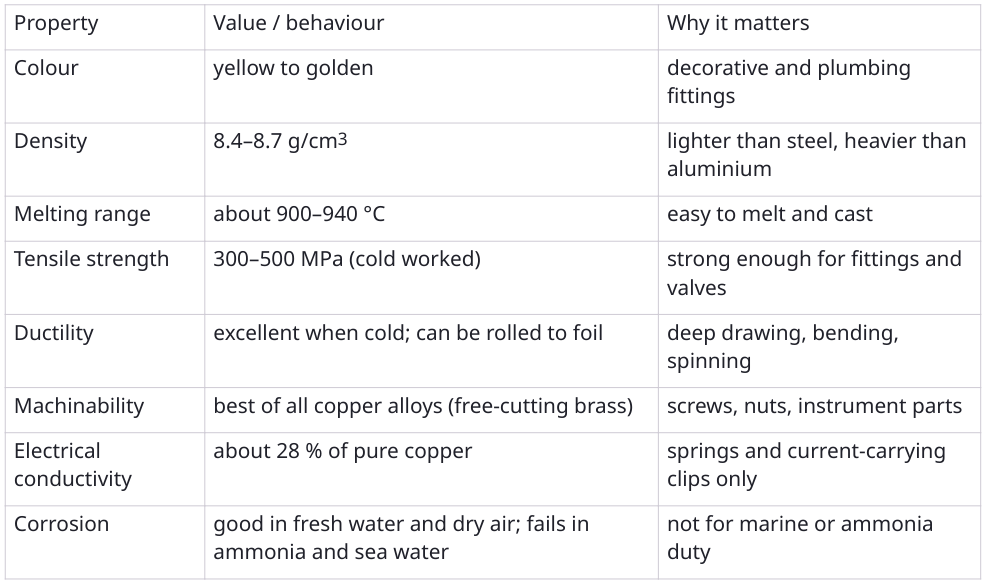 Property Value / behaviour Why it matters
Colour yellow to golden decorative and plumbing
fittings
Density 8.4–8.7 g/cm3 lighter than steel, heavier than
aluminium
Melting range about 900–940 °C easy to melt and cast
Tensile strength 300–500 MPa (cold worked) strong enough for fittings and
valves
Ductility excellent when cold; can be rolled to foil deep drawing, bending,
spinning
Machinability best of all copper alloys (free-cutting brass) screws, nuts, instrument parts
Electrical about 28 % of pure copper springs and current-carrying
conductivity clips only
Corrosion good in fresh water and dry air; fails in not for marine or ammonia
ammonia and sea water duty